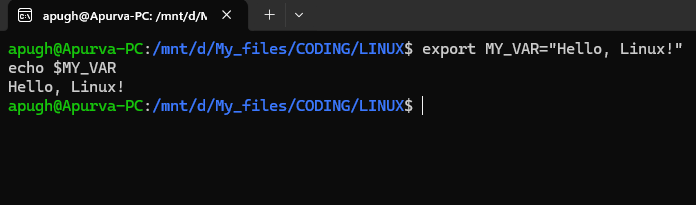 apugh@Apurva-PC: /mnt/d/M
apugh@Apurva-PC:/mnt/d/My_files/CODING/LINUX$ export MY_VAR="Hello, Linux!"
echo $MY_VAR
Hello, Linux!
apugh@Apurva-PC:/mnt/d/My_files/CODING/LINUX$